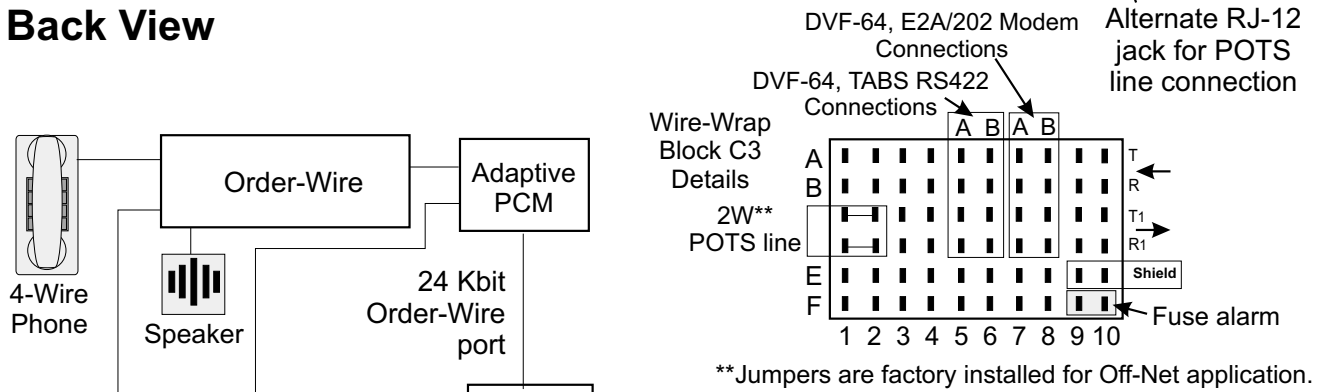 Back View
DVF-64, E2A/202 Modem
Connections
Alternate RJ-12
jack for POTS
line connection
DVF-64, TABS RS422
Connections
Wire-Wrap
Block C3
Details
2W**
POTS line
A B A B
A
B
E
F
T
R
T1
R1
Shield
Fuse alarm
1 2 3 4 5 6 7 8 9 10
**Jumpers are factory installed for Off-Net application.
Order-Wire
Adaptive
PCM
4-Wire
Phone
Speaker
24 Kbit
Order-Wire
port